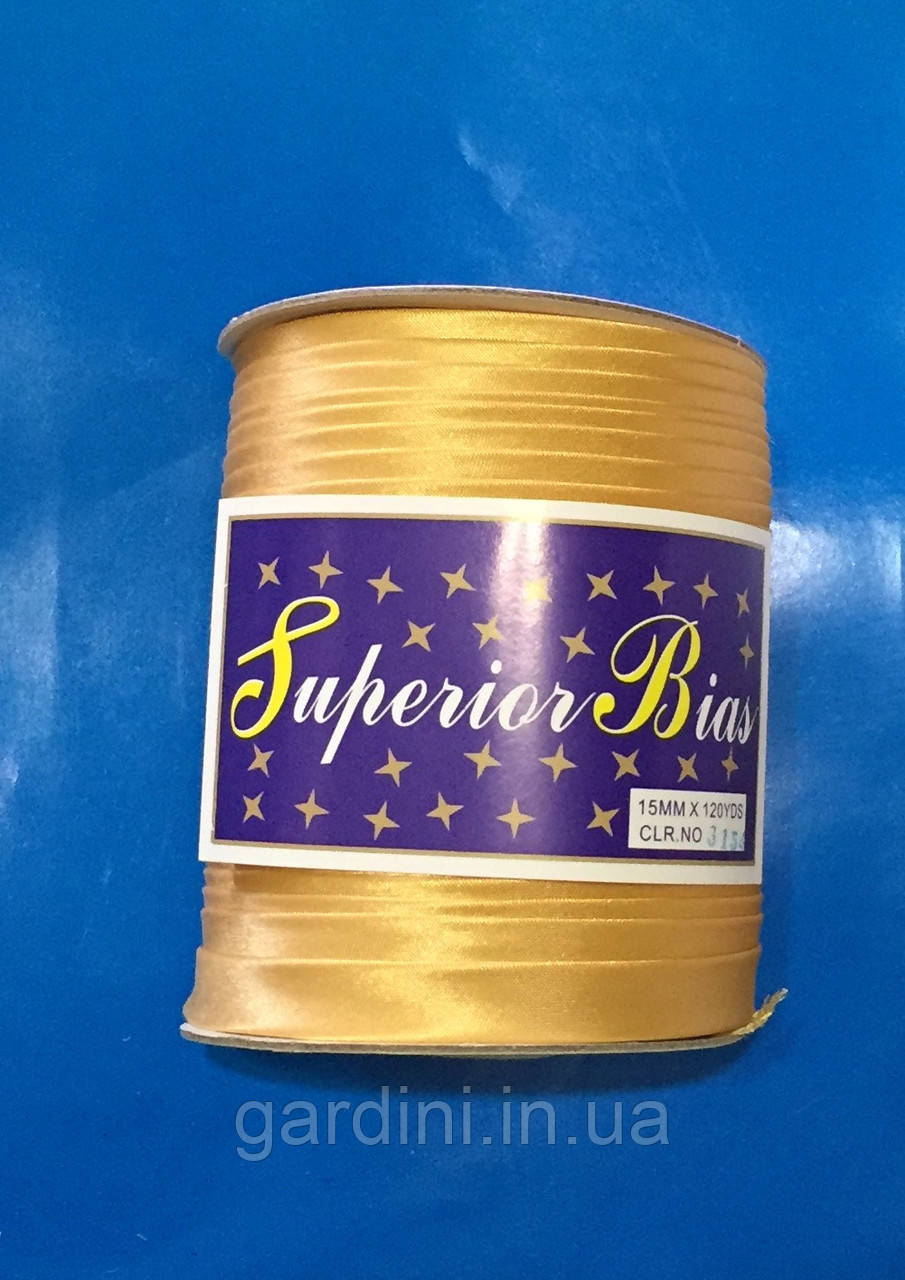 Superior Bias
15MM X 120YDS
CLR.NO
gardini.in.ua